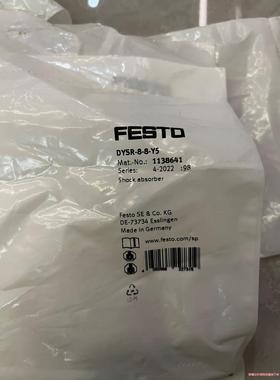 FESTO
DYSR-8-8-Y5
Mat.-No.: 1138641
Series: 4-2022
Shock absorber
Festo SE & Co. KG
DE-73734 Esslingen
Made in Germany
www.festo.com/sp